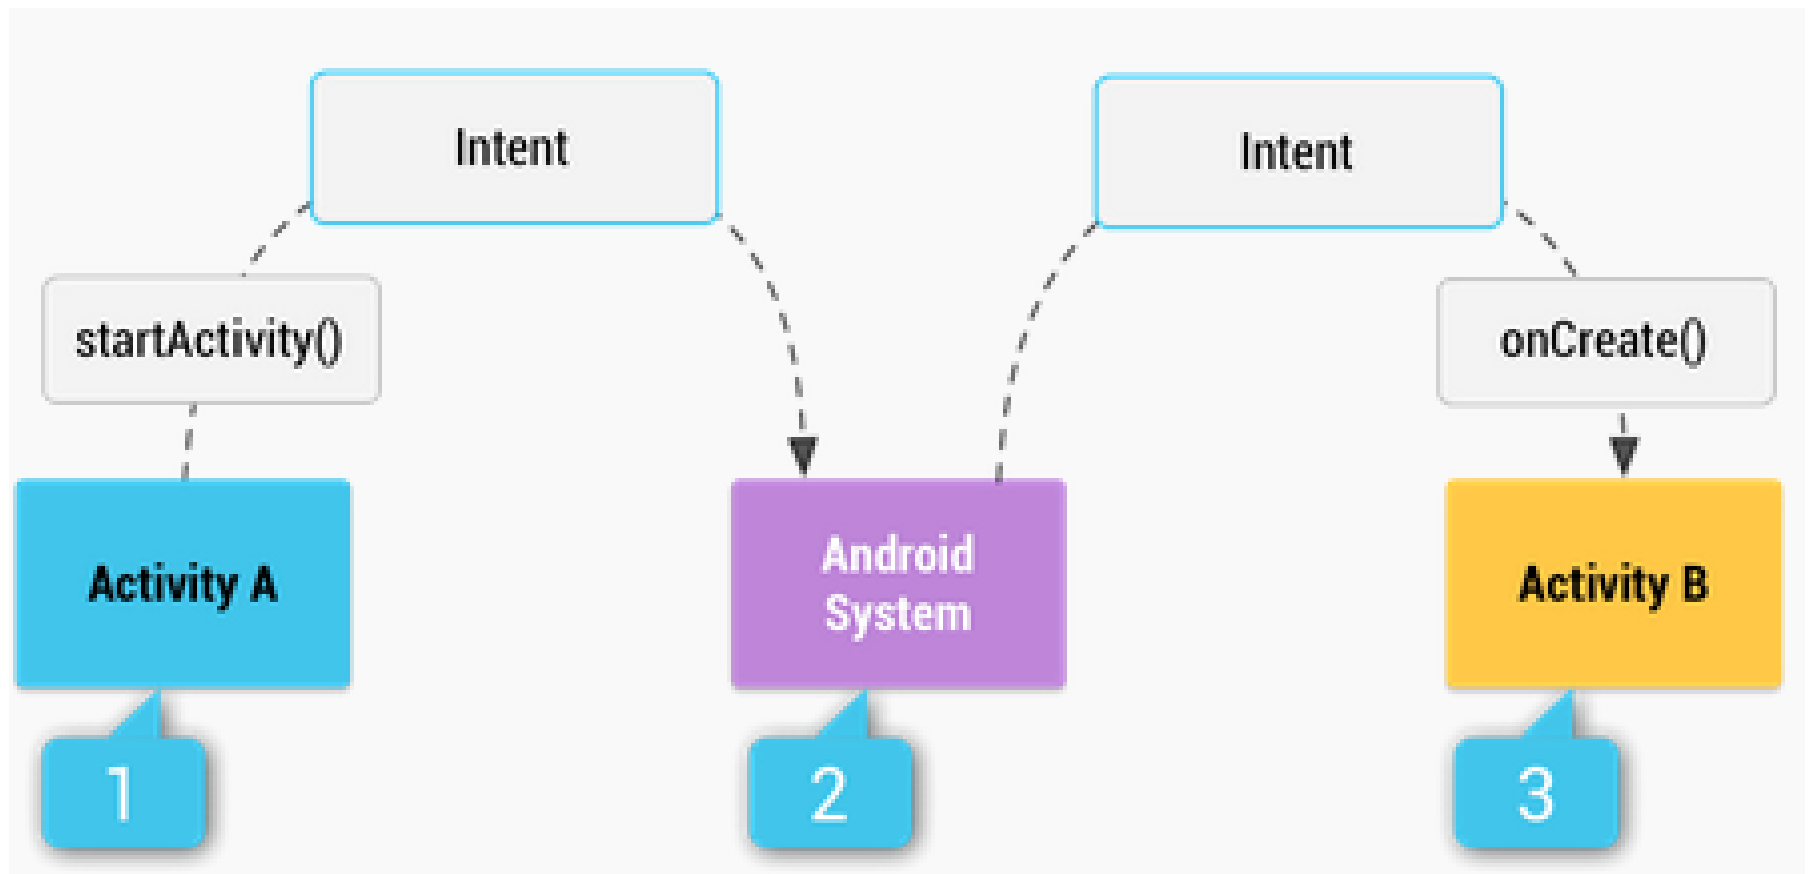 Intent
Intent
startActivity()
onCreate()
Activity A
Android
System
Activity B
1
2
3